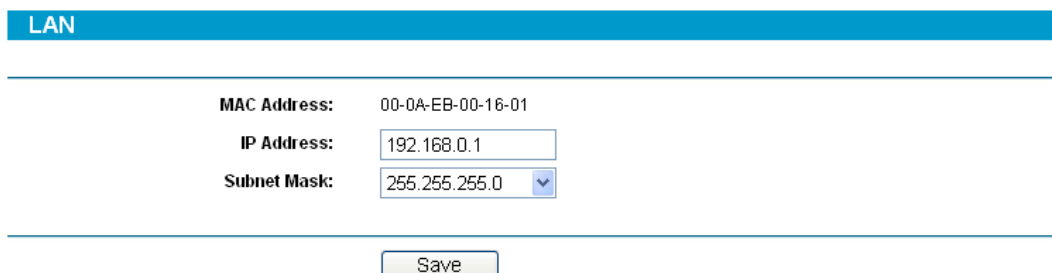 LAN
MAC Address: 00-0A-EB-00-16-01
IP Address: 192.168.0.1
Subnet Mask: 255.255.255.0
Save